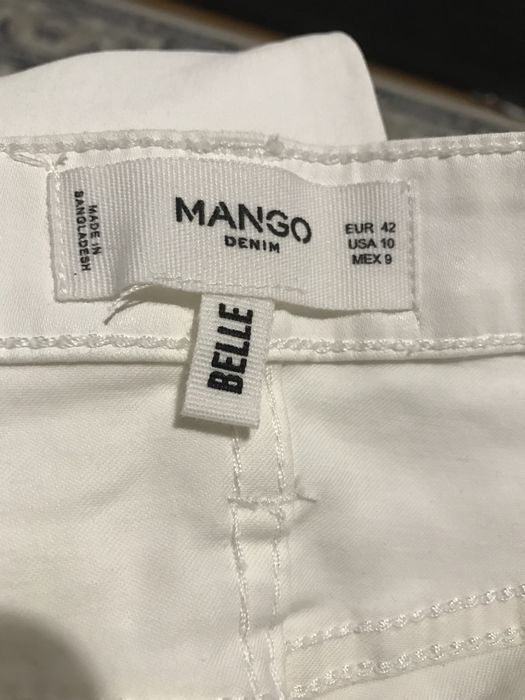 MADE IN
BANGLADESH
MANGO
DENIM
EUR 42
USA 10
MEX 9
BELLE